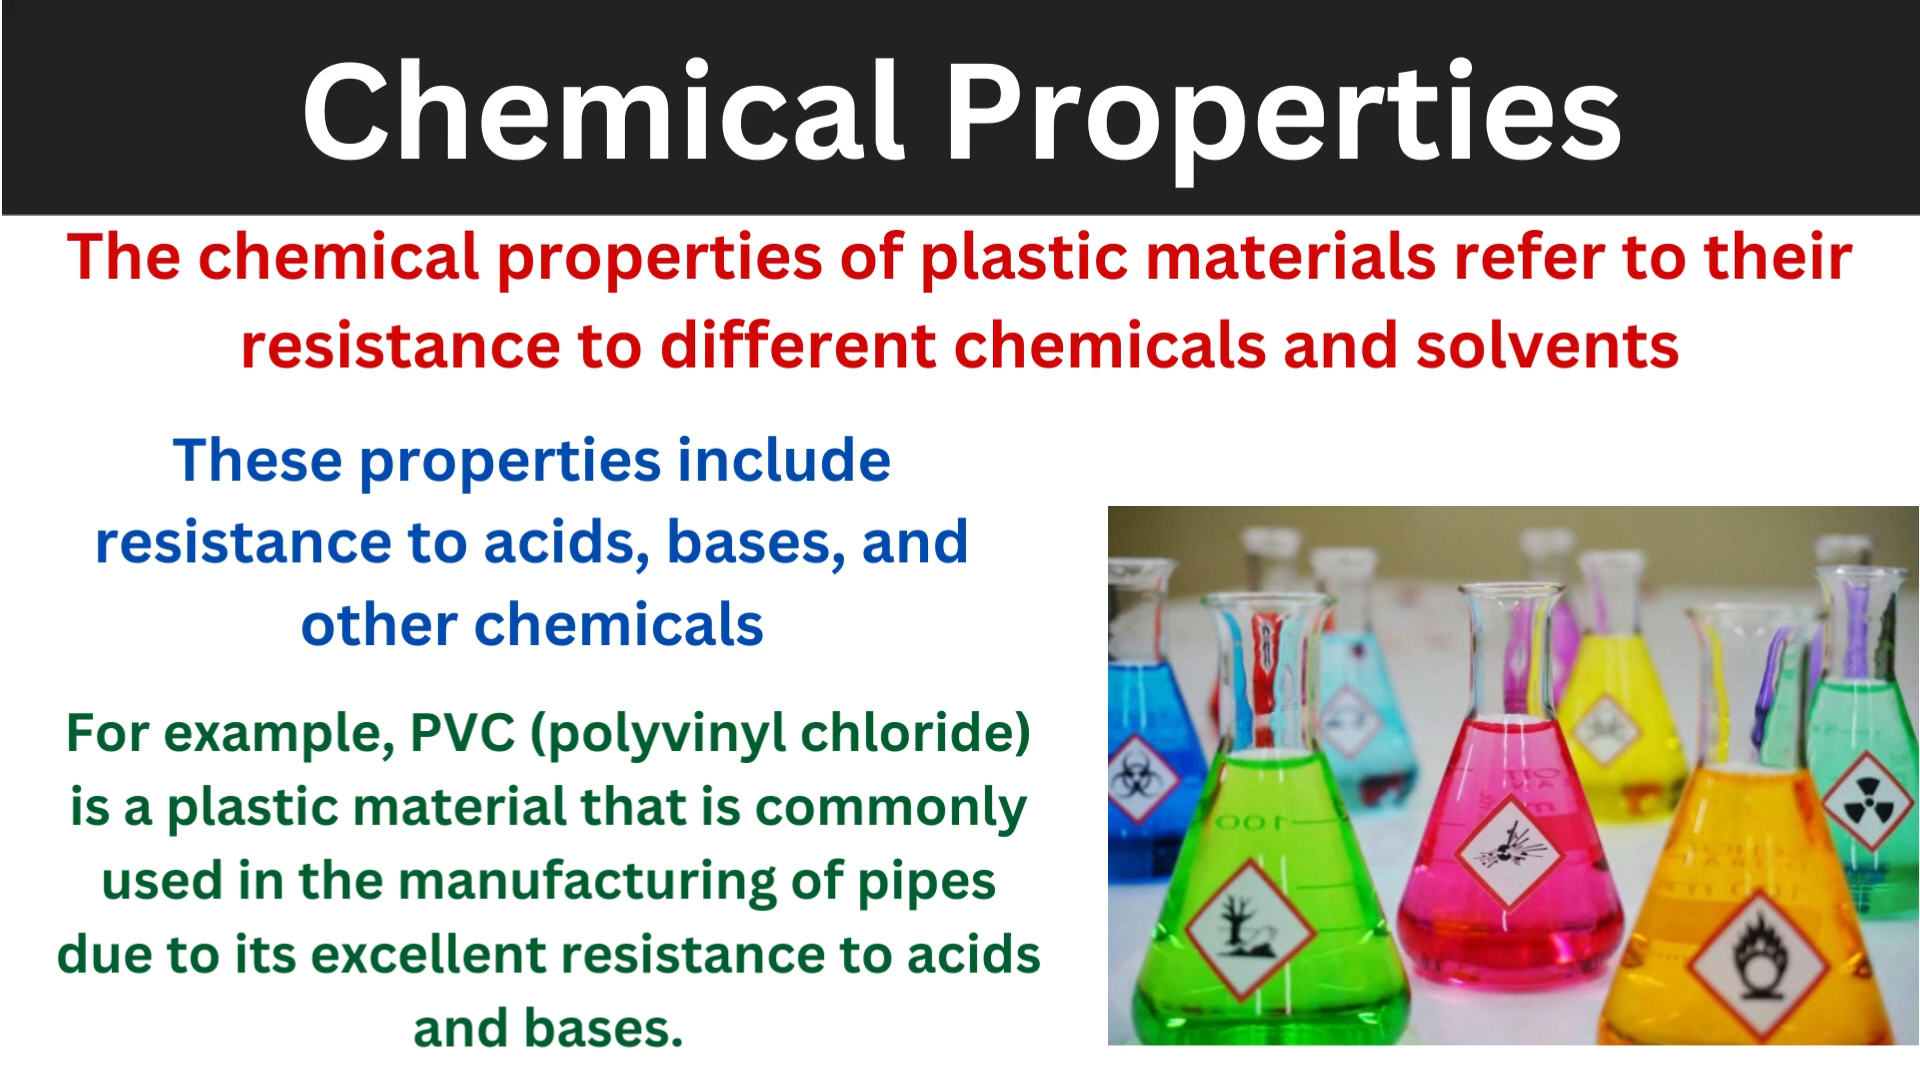 Chemical Properties
The chemical properties of plastic materials refer to their
resistance to different chemicals and solvents
These properties include
resistance to acids, bases, and
other chemicals
For example, PVC (polyvinyl chloride)
is a plastic material that is commonly
used in the manufacturing of pipes
due to its excellent resistance to acids
and bases.